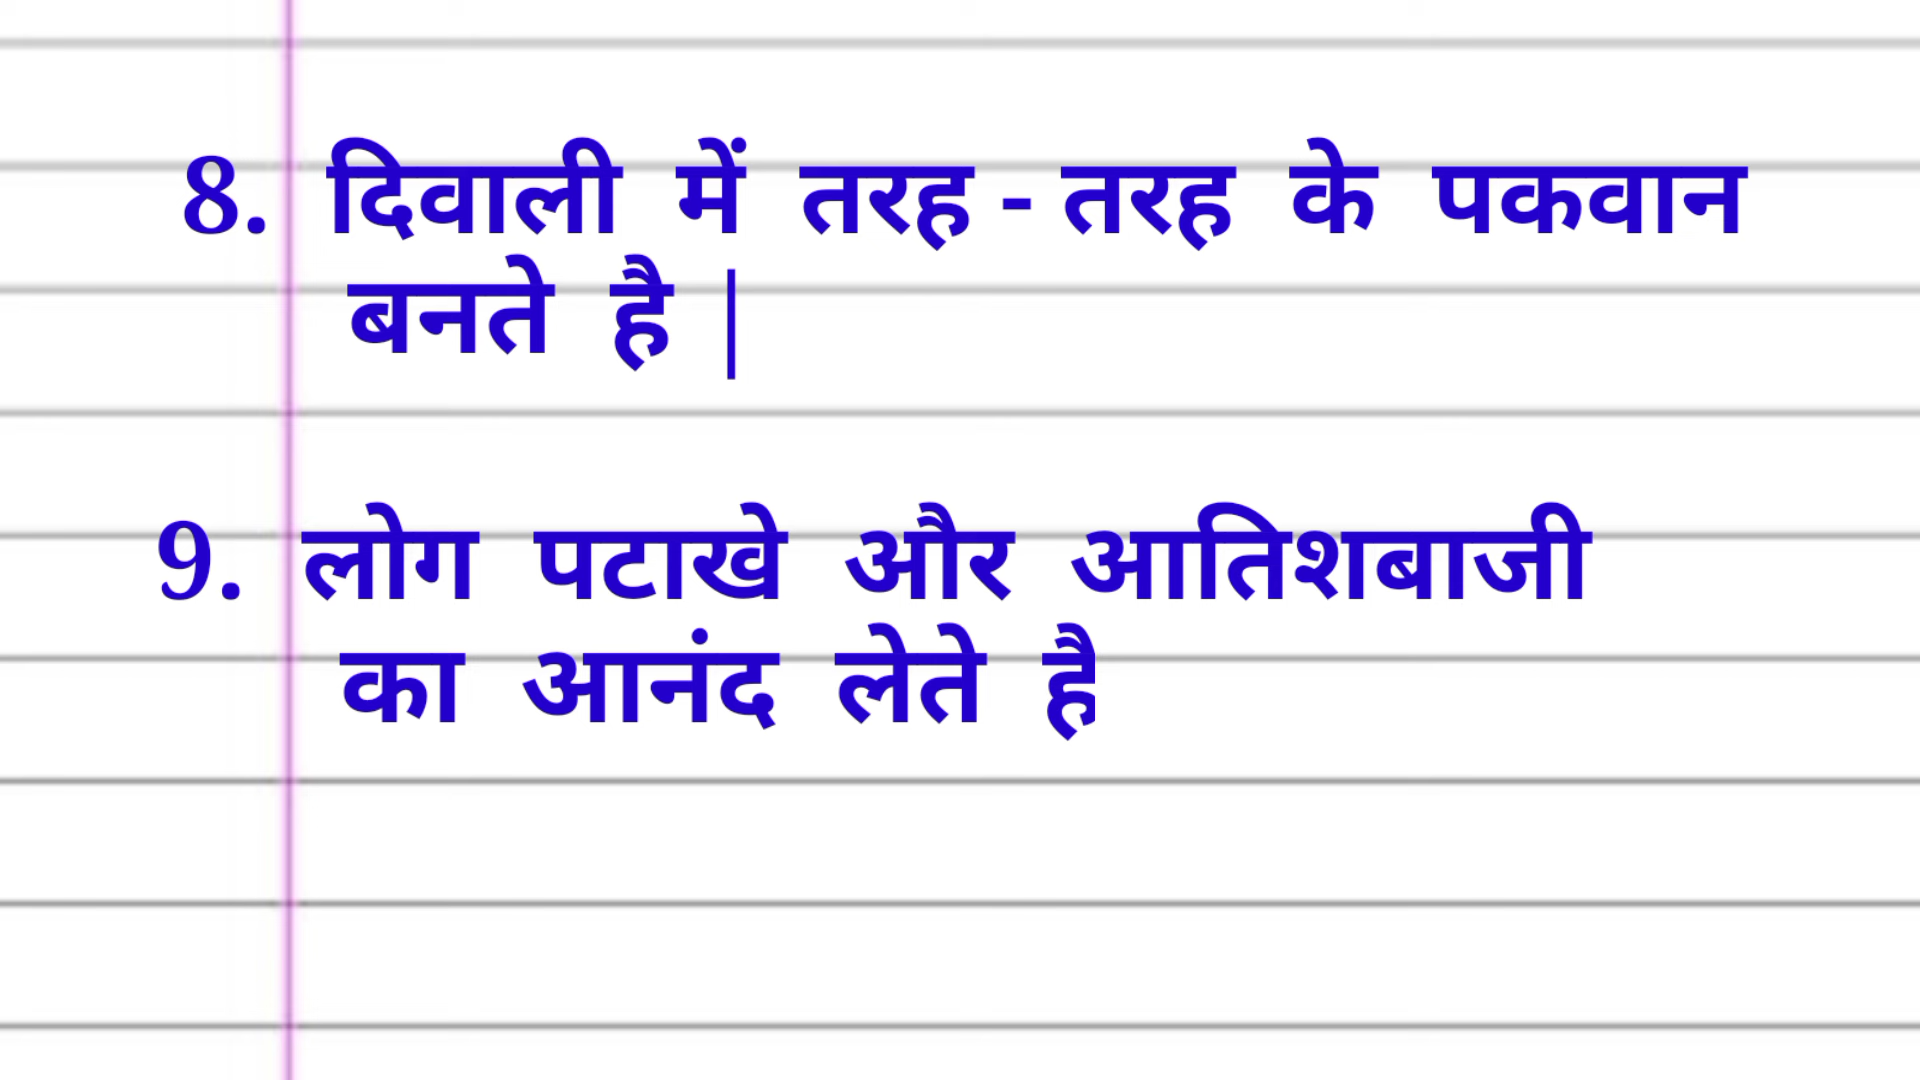 8. दिवाली में तरह - तरह के पकवान
बनते है |
9. लोग पटाखे और आतिशबाजी
का आनंद लेते है